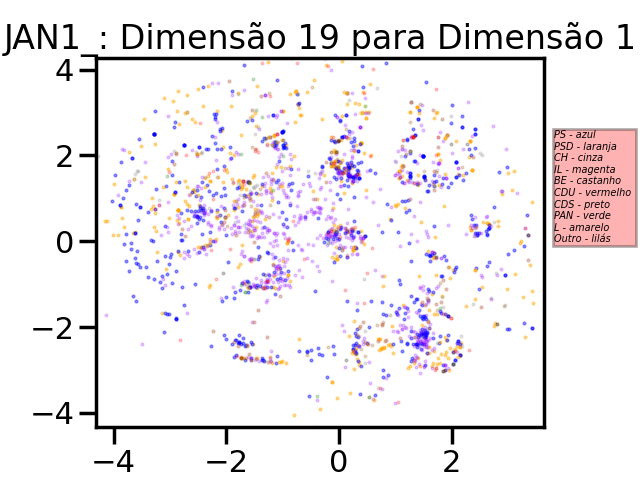 JAN1 : Dimensão 19 para Dimensão 1
4
2
0
−2
−4
−4 −2 0 2
PS - azul
PSD - laranja
CH - cinza
IL - magenta
BE - castanho
CDU - vermelho
CDS - preto
PAN - verde
L - amarelo
Outro - lilás